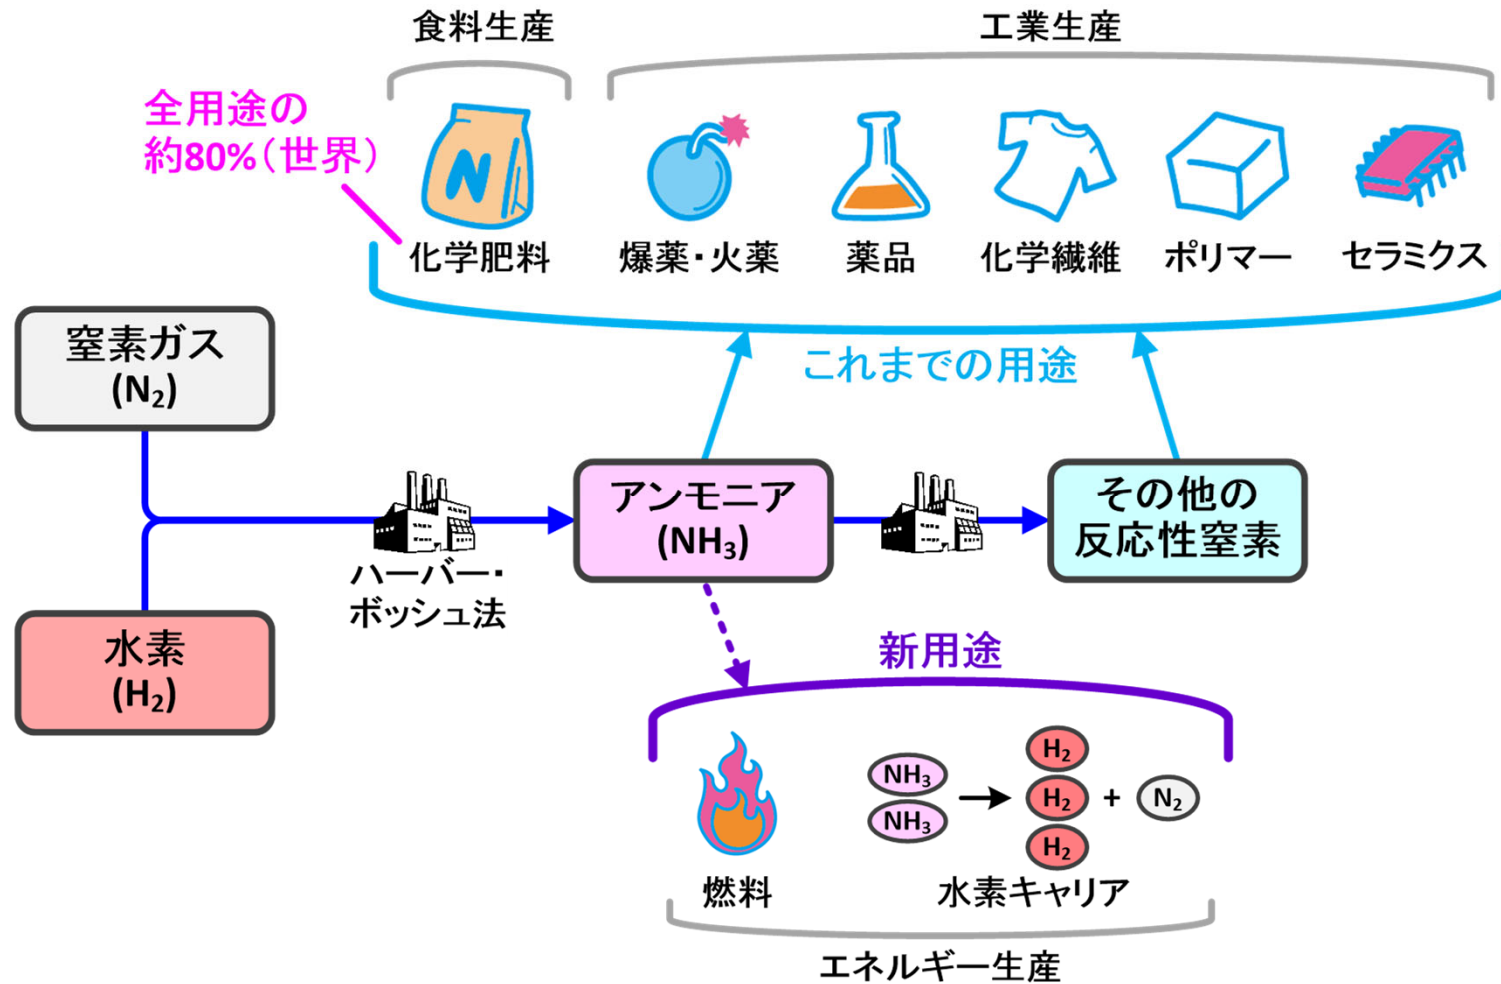 食料生産
工業生産
全用途の
約80%(世界)
N
化学肥料
爆薬・火薬
薬品
化学繊維
ポリマー
セラミクス
これまでの用途
窒素ガス
(N₂)
水素
(H₂)
ハーバー・
ボッシュ法
アンモニア
(NH₃)
その他の
反応性窒素
新用途
燃料
NH₃
NH₃
H₂
H₂
H₂
+
N₂
水素キャリア
エネルギー生産